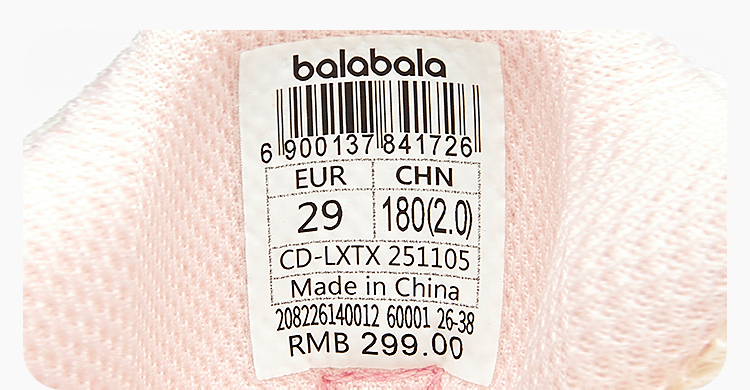 balabala
6 900137 841726
EUR CHN
29 180(2.0)
CD-LXTX 251105
Made in China
208226140012 60001 26-38
RMB 299.00